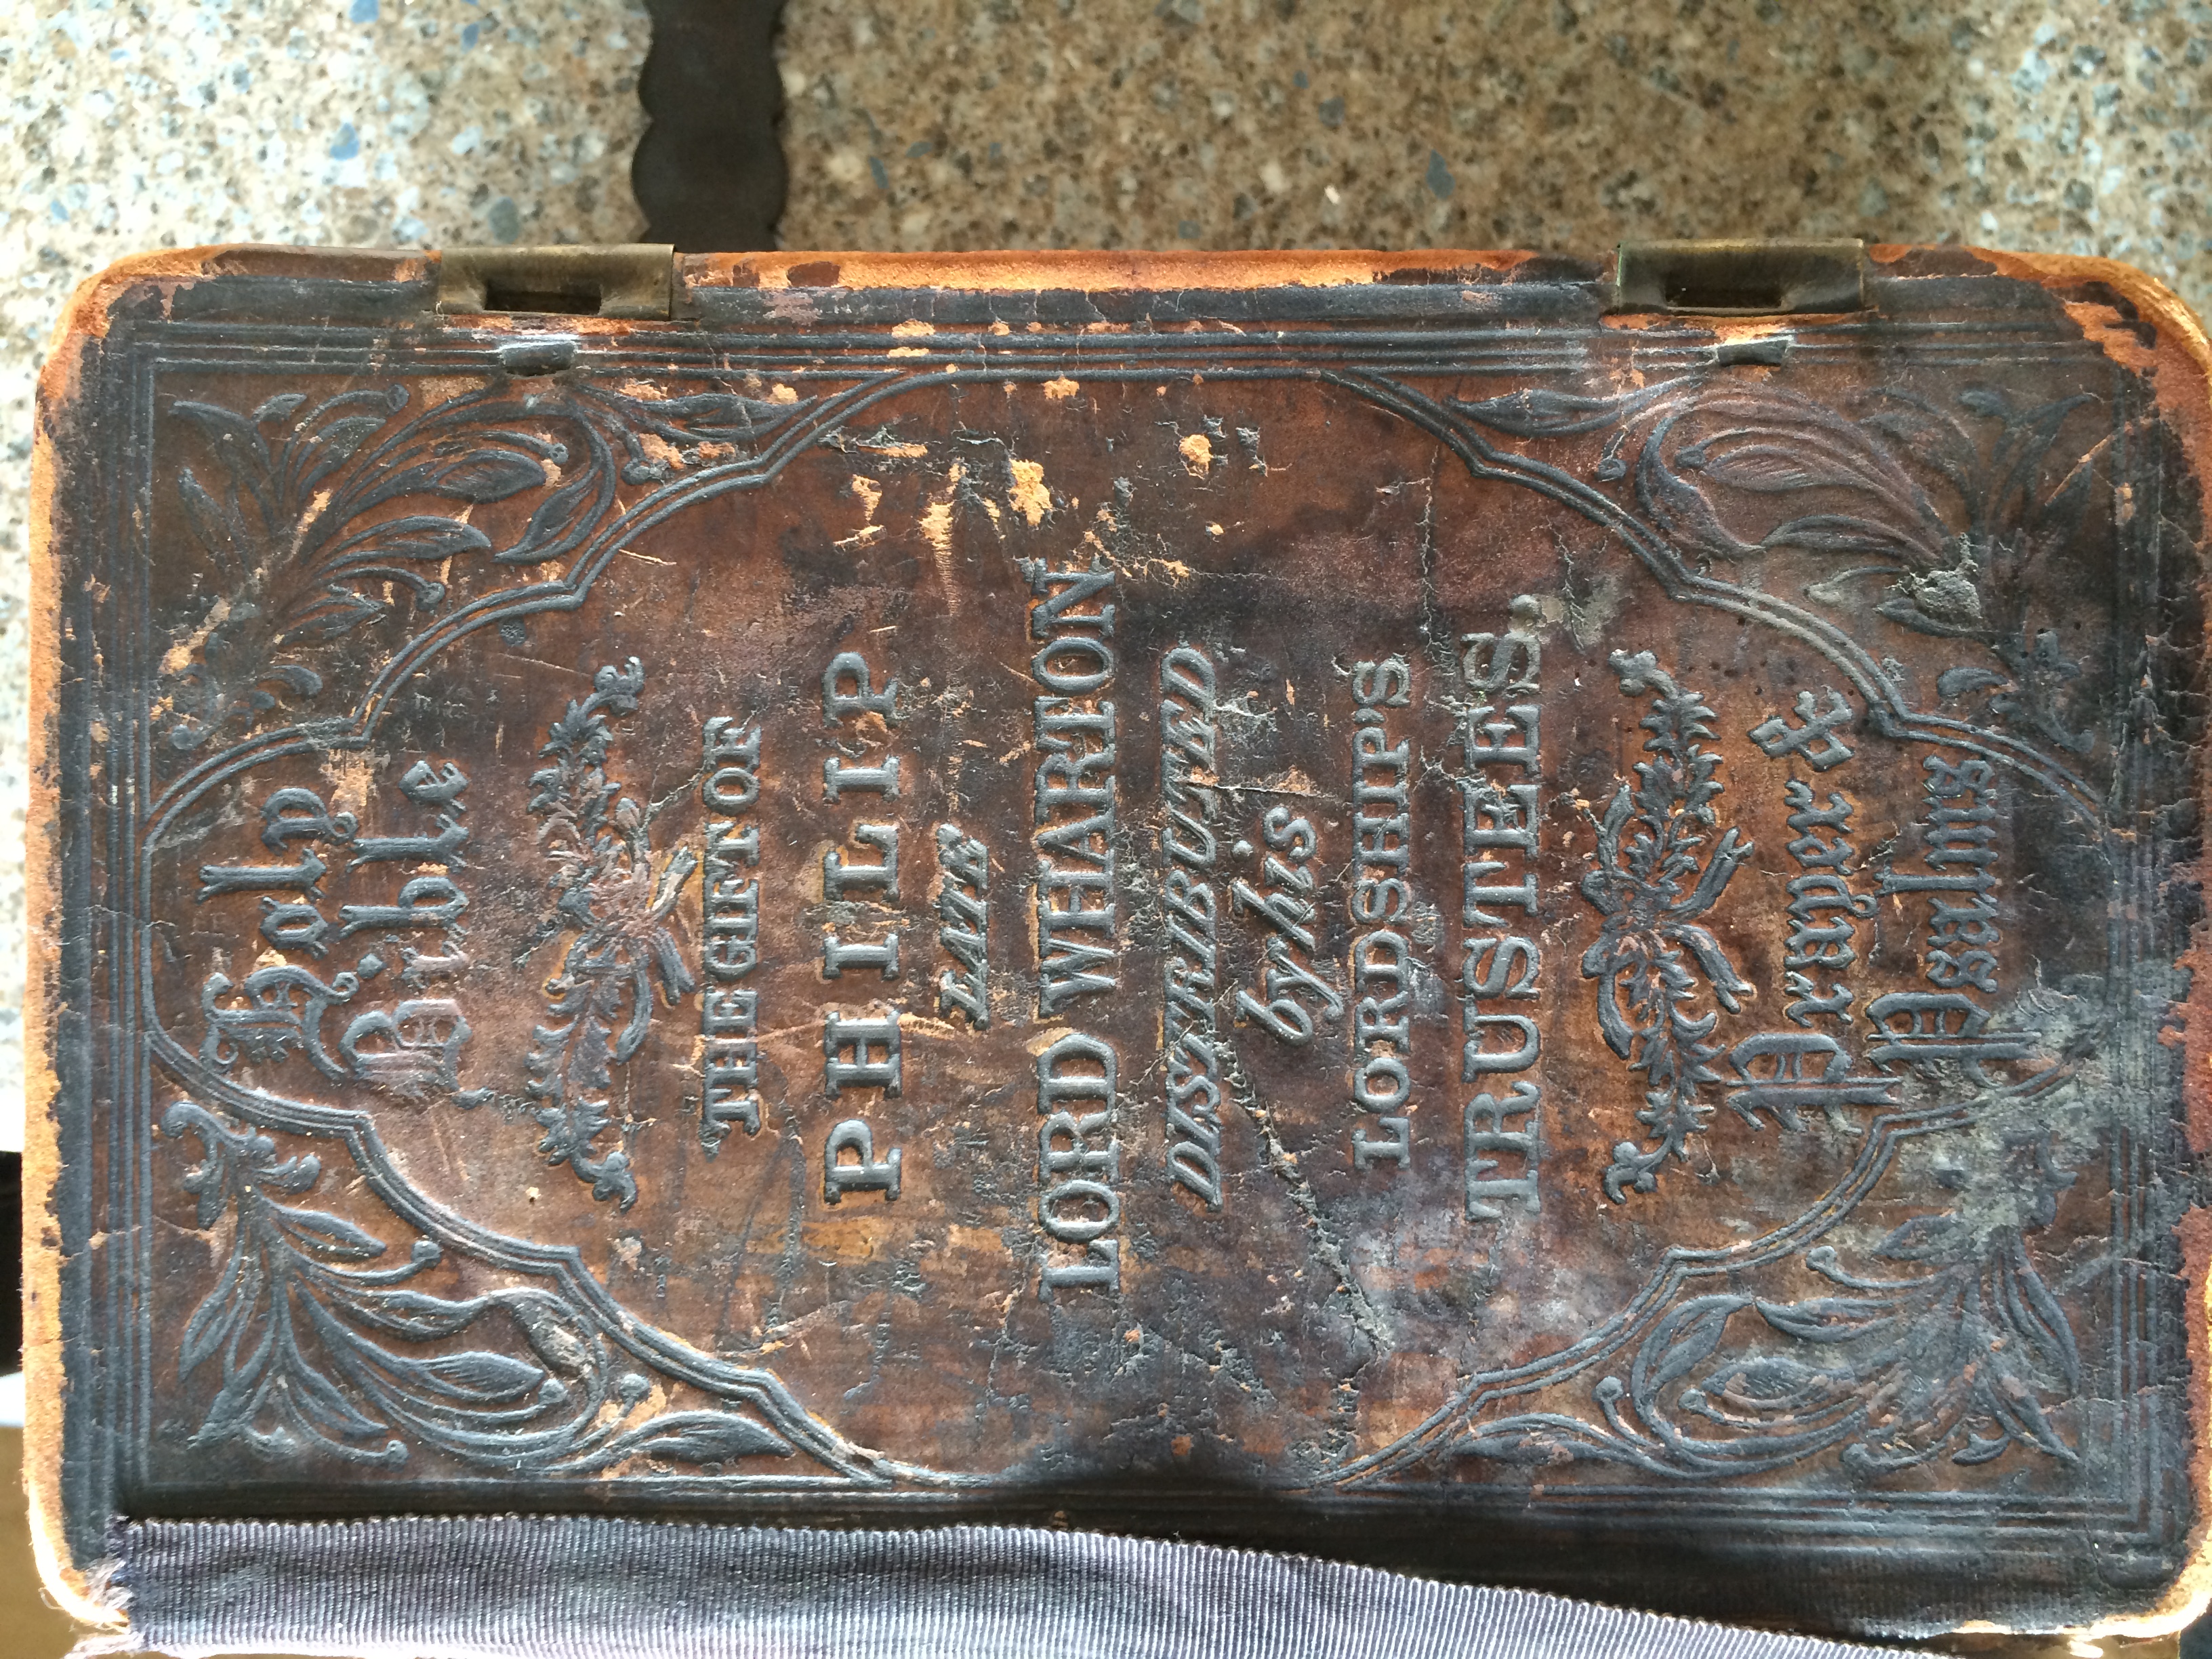 Holy
Bible
THE GIFT OF
PHILIP
LATE
LORD WHARTON
DISTRIBUTED
by his
LORDSHIP'S
TRUSTEES.
Prayer &
Psalms